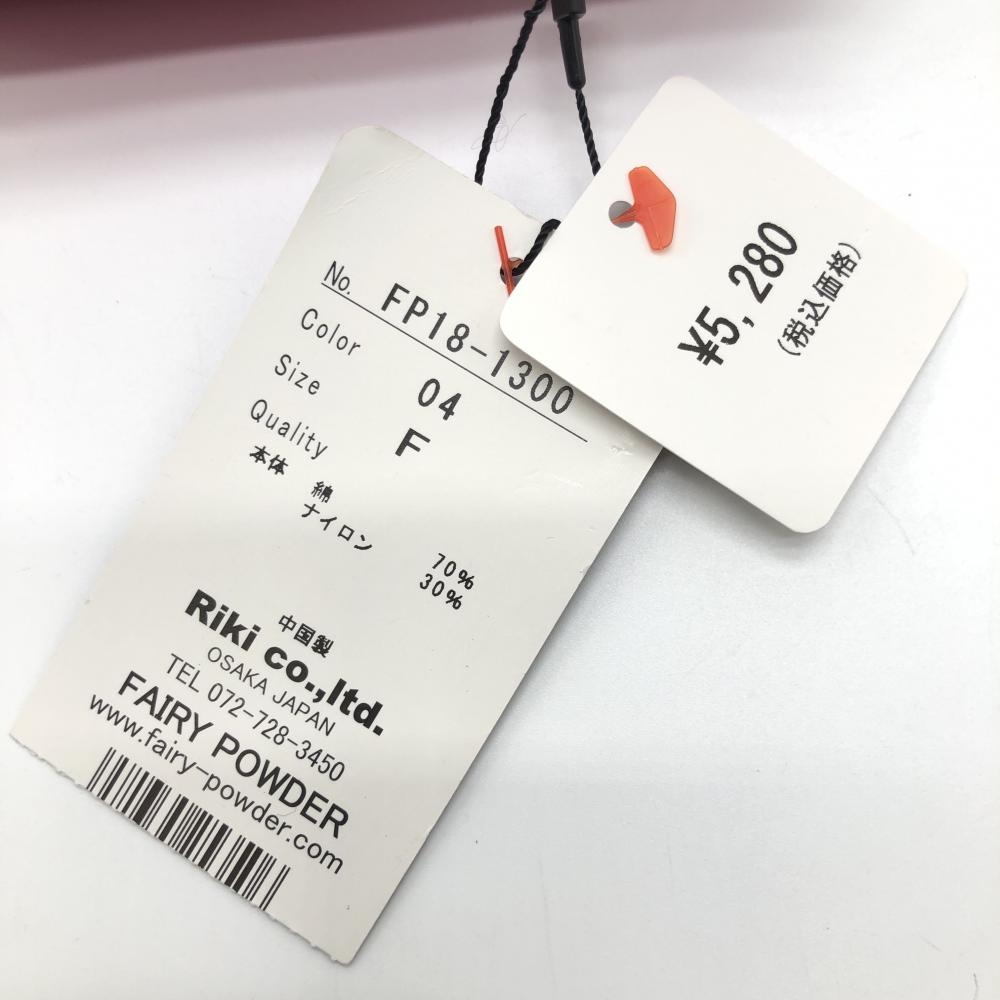 No. FP18-1300
Color 04
Size F
Quality
本体
綿 70%
ナイロン 30%
中国製
Riki co.,ltd.
OSAKA JAPAN
TEL 072-728-3450
FAIRY POWDER
www.fairy-powder.com
¥5,280
(税込価格)